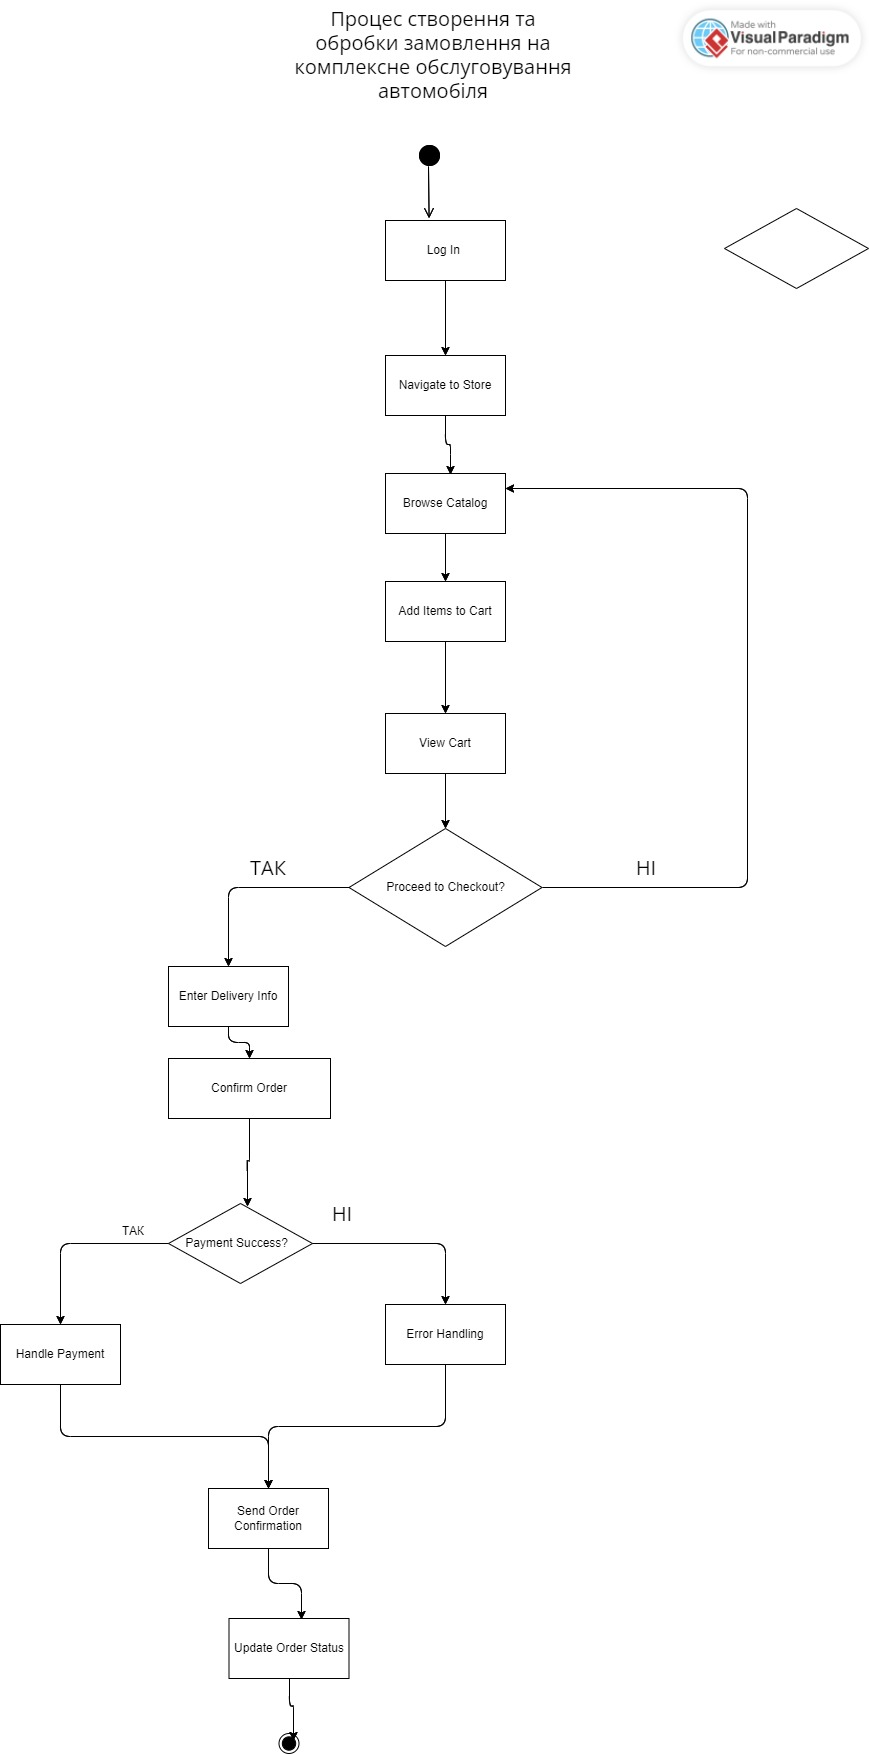 Процес створення та
обробки замовлення на
комплексне обслуговування
автомобіля
Made with
Visual Paradigm
For non-commercial use
Log In
Navigate to Store
Browse Catalog
Add Items to Cart
View Cart
ТАК
Proceed to Checkout?
НІ
Enter Delivery Info
Confirm Order
ТАК
Payment Success?
НІ
Handle Payment
Error Handling
Send Order
Confirmation
Update Order Status